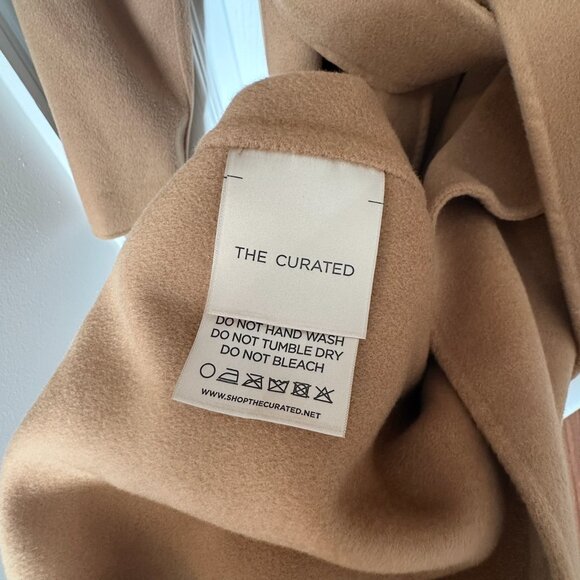 THE CURATED
DO NOT HAND WASH
DO NOT TUMBLE DRY
DO NOT BLEACH
WWW.SHOPTHECURATED.NET